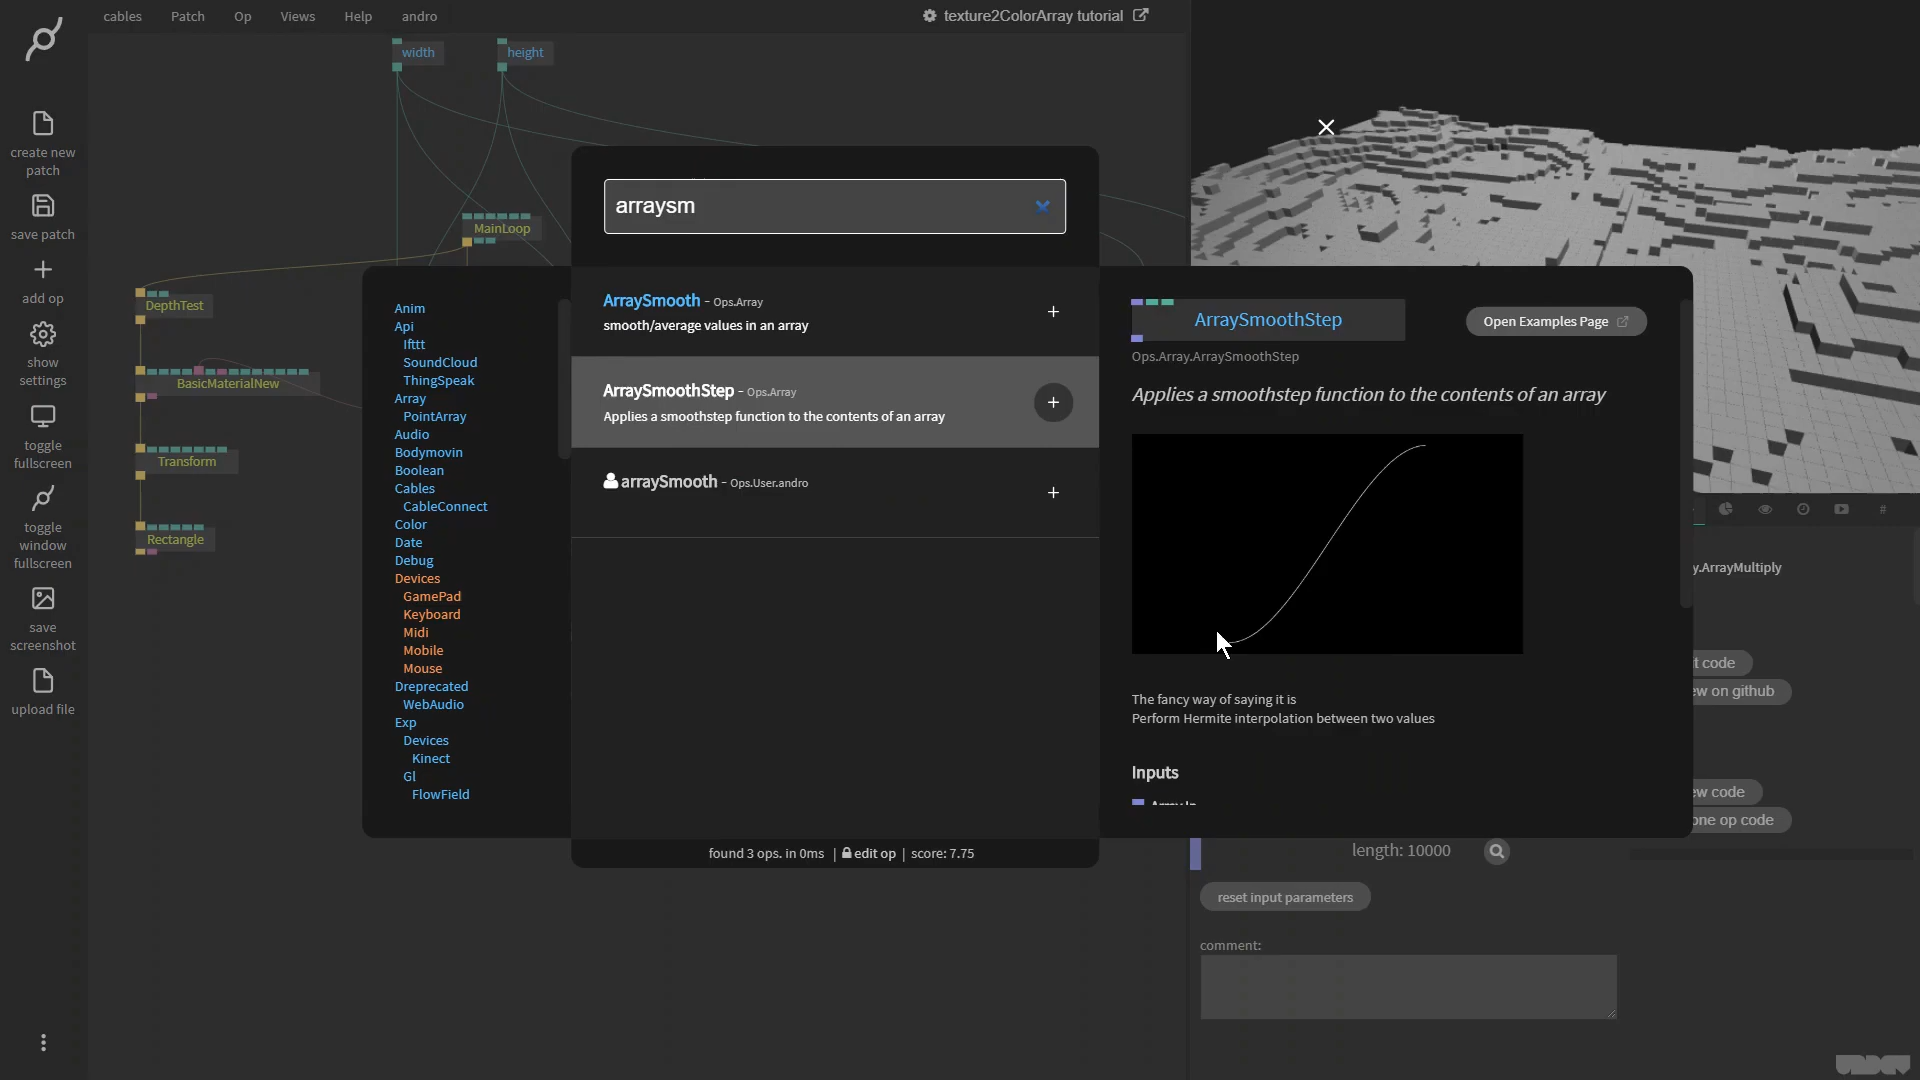 cables Patch Op Views Help andro
texture2ColorArray tutorial
width
height
MainLoop
DepthTest
BasicMaterialNew
Transform
Rectangle
create new
patch
save patch
add op
show
settings
toggle
fullscreen
toggle
window
fullscreen
save
screenshot
upload file
arraysm
Anim
Api
Ifttt
SoundCloud
ThingSpeak
Array
PointArray
Audio
Bodymovin
Boolean
Cables
CableConnect
Color
Date
Debug
Devices
GamePad
Keyboard
Midi
Mobile
Mouse
Dreprecated
WebAudio
Exp
Devices
Kinect
Gl
FlowField
ArraySmooth - Ops.Array
smooth/average values in an array
+
ArraySmoothStep - Ops.Array
Applies a smoothstep function to the contents of an array
+
arraySmooth - Ops.User.andro
+
found 3 ops. in 0ms | edit op | score: 7.75
ArraySmoothStep
Open Examples Page
Ops.Array.ArraySmoothStep
Applies a smoothstep function to the contents of an array
The fancy way of saying it is
Perform Hermite interpolation between two values
Inputs
Array In
#
y.ArrayMultiply
it code
ew on github
ew code
one op code
length: 10000
reset input parameters
comment: